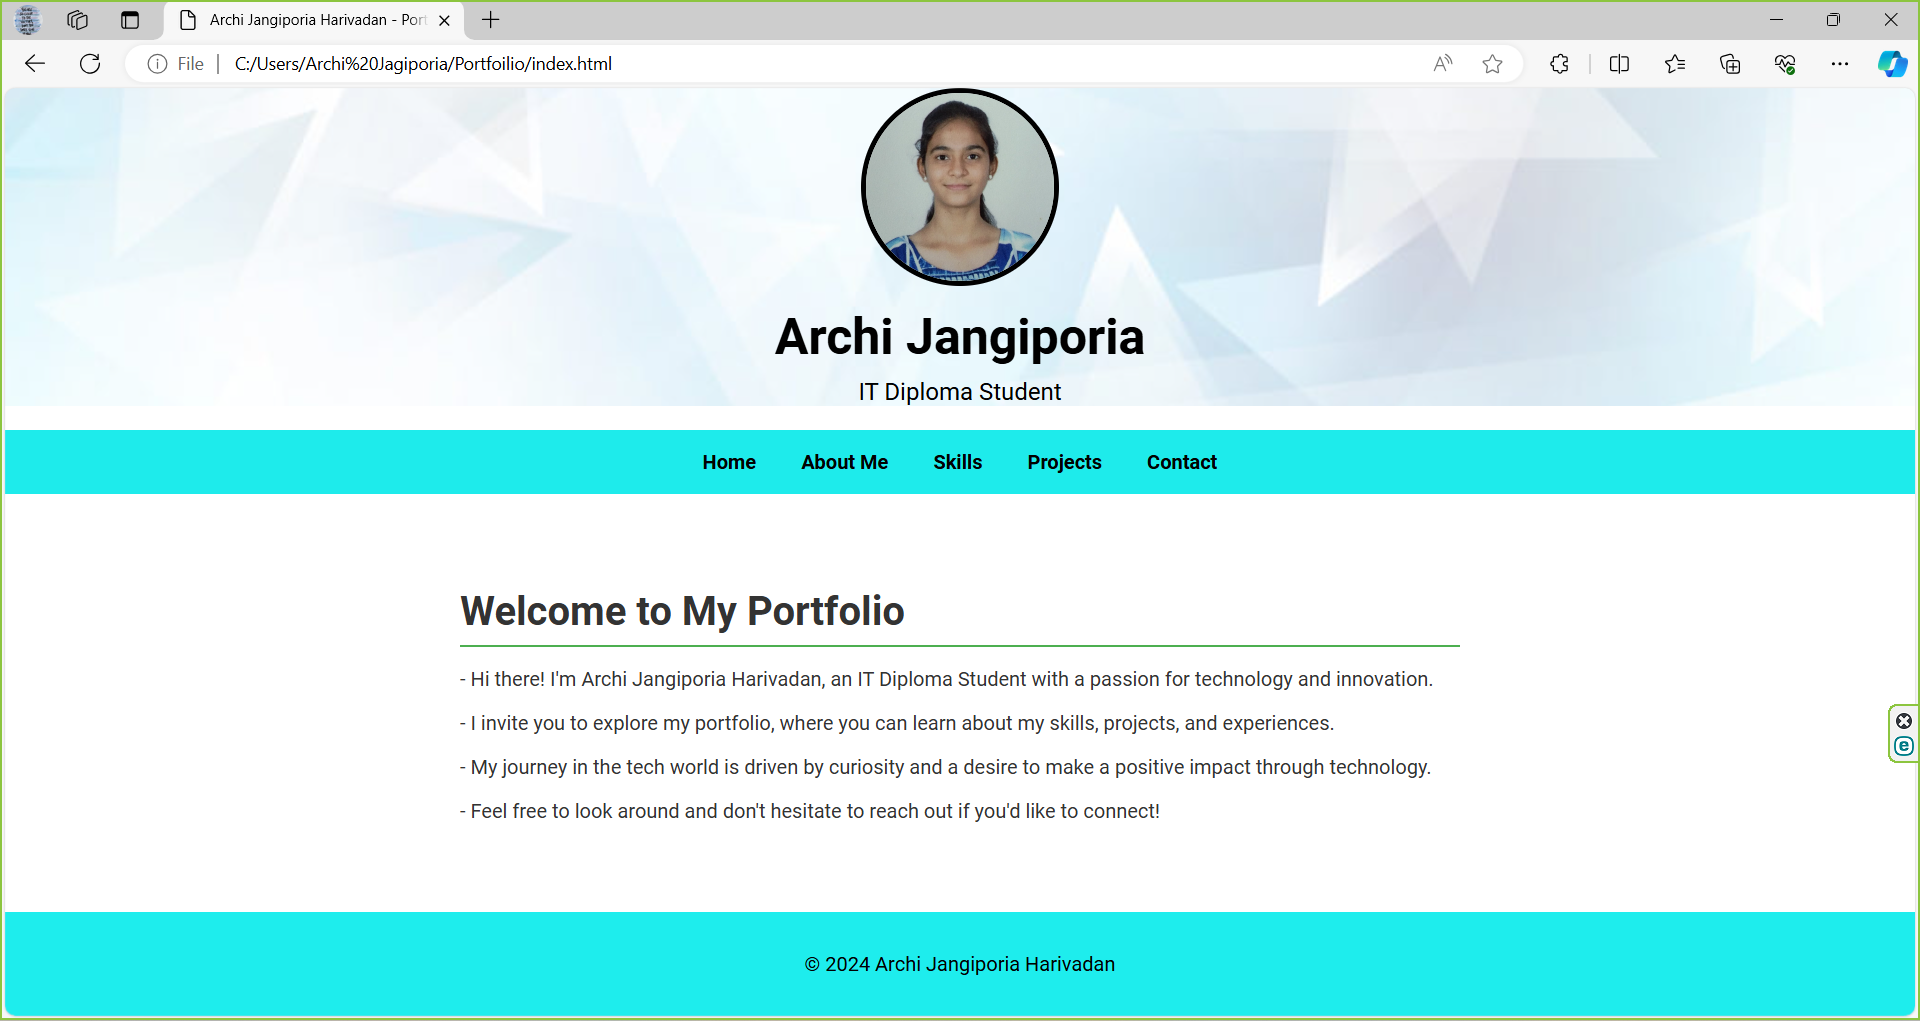 Archi Jangiporia Harivadan - Port
File
C:/Users/Archi%20Jagiporia/Portfoilio/index.html
Archi Jangiporia
IT Diploma Student
Home About Me Skills Projects Contact
Welcome to My Portfolio
- Hi there! I'm Archi Jangiporia Harivadan, an IT Diploma Student with a passion for technology and innovation.
- I invite you to explore my portfolio, where you can learn about my skills, projects, and experiences.
- My journey in the tech world is driven by curiosity and a desire to make a positive impact through technology.
- Feel free to look around and don't hesitate to reach out if you'd like to connect!
© 2024 Archi Jangiporia Harivadan